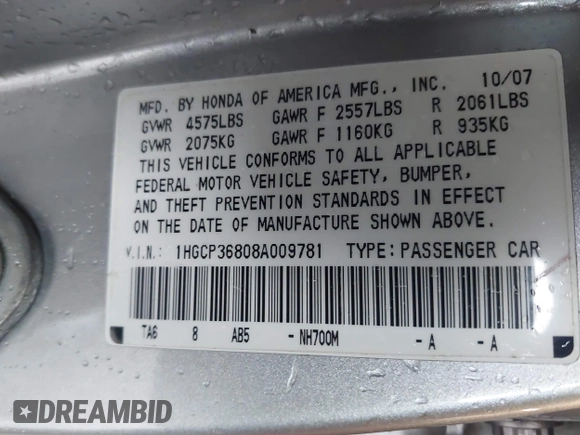 MFD. BY HONDA OF AMERICA MFG., INC. 10/07
GVWR 4575LBS GAWR F 2557LBS R 2061LBS
GVWR 2075KG GAWR F 1160KG R 935KG
THIS VEHICLE CONFORMS TO ALL APPLICABLE
FEDERAL MOTOR VEHICLE SAFETY, BUMPER,
AND THEFT PREVENTION STANDARDS IN EFFECT
ON THE DATE OF MANUFACTURE SHOWN ABOVE.
V.I.N.: 1HGCP36808A009781 TYPE: PASSENGER CAR
TA6 8 AB5 -NH700M -A -A
DREAMBID